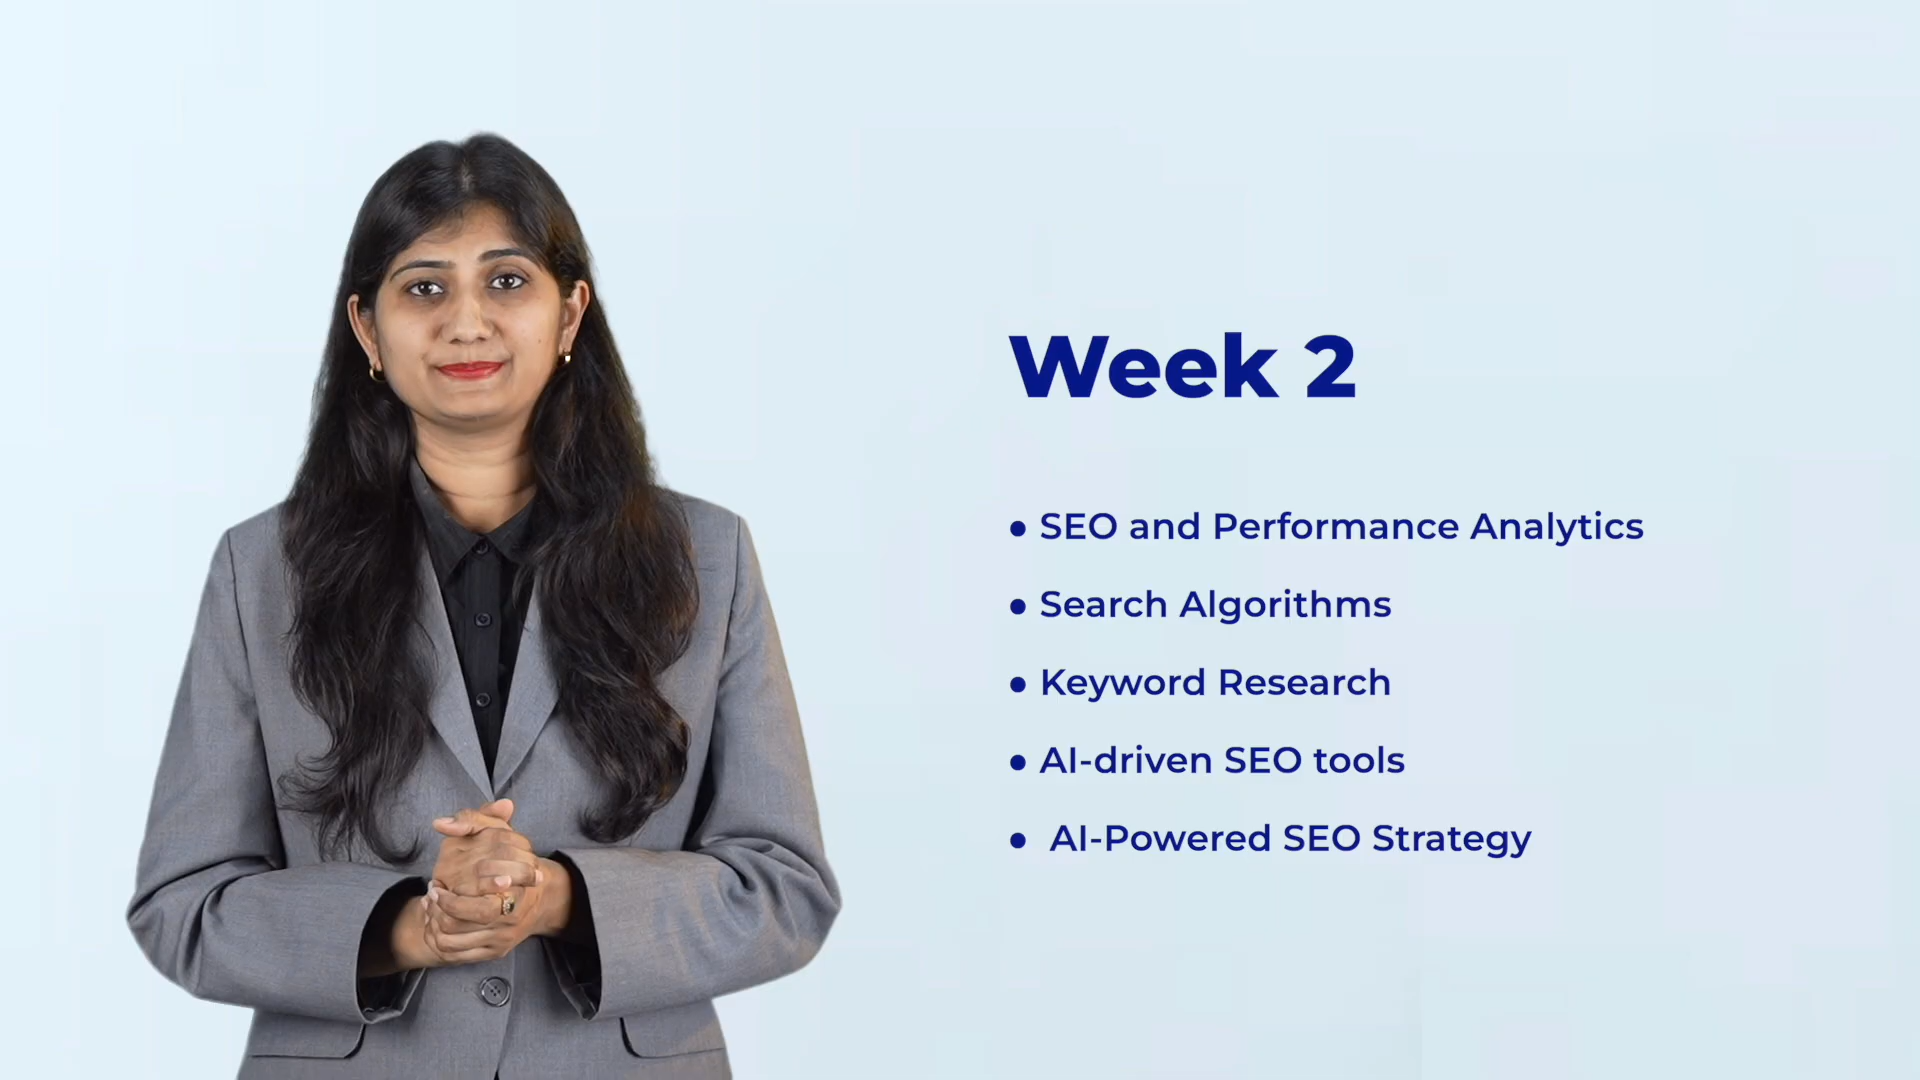 Week 2
• SEO and Performance Analytics
• Search Algorithms
• Keyword Research
• AI-driven SEO tools
• AI-Powered SEO Strategy